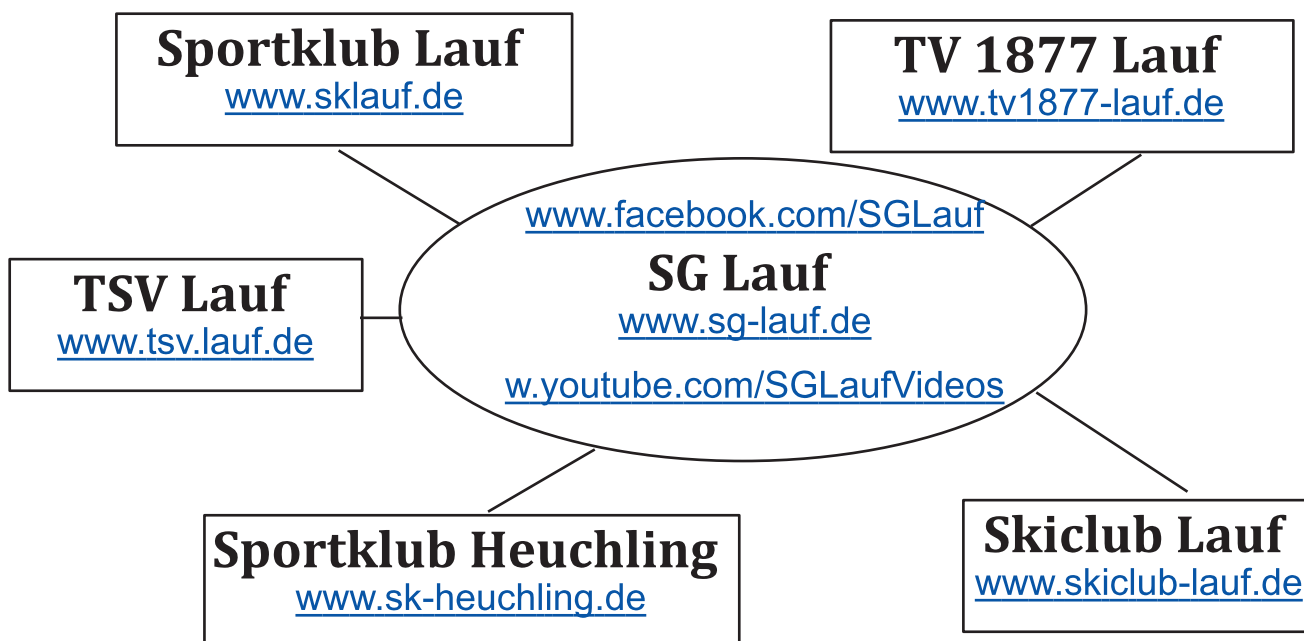 Sportklub Lauf
www.sklauf.de
TV 1877 Lauf
www.tv1877-lauf.de
www.facebook.com/SGLauf
SG Lauf
www.sg-lauf.de
w.youtube.com/SGLaufVideos
TSV Lauf
www.tsv.lauf.de
Sportklub Heuchling
www.sk-heuchling.de
Skiclub Lauf
www.skiclub-lauf.de